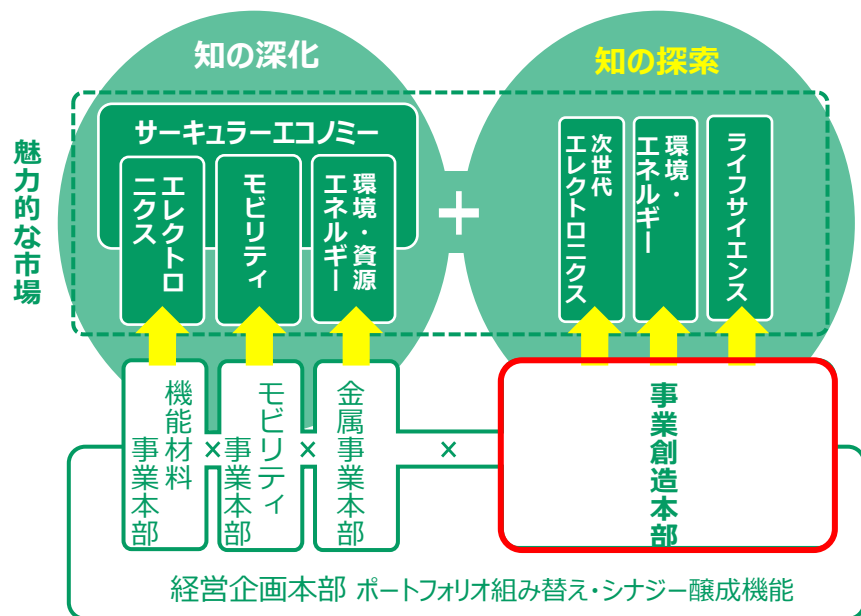 知の深化
知の探索
魅力的な市場
サーキュラーエコノミー
エレクトロ
ニクス
モビリティ
環境・資源
エネルギー
+
次世代
エレクトロニクス
環境・
エネルギー
ライフサイエンス
機能材料
事業本部
×
モビリティ
事業本部
×
金属事業本部
×
事業創造本部
経営企画本部 ポートフォリオ組み替え・シナジー醸成機能